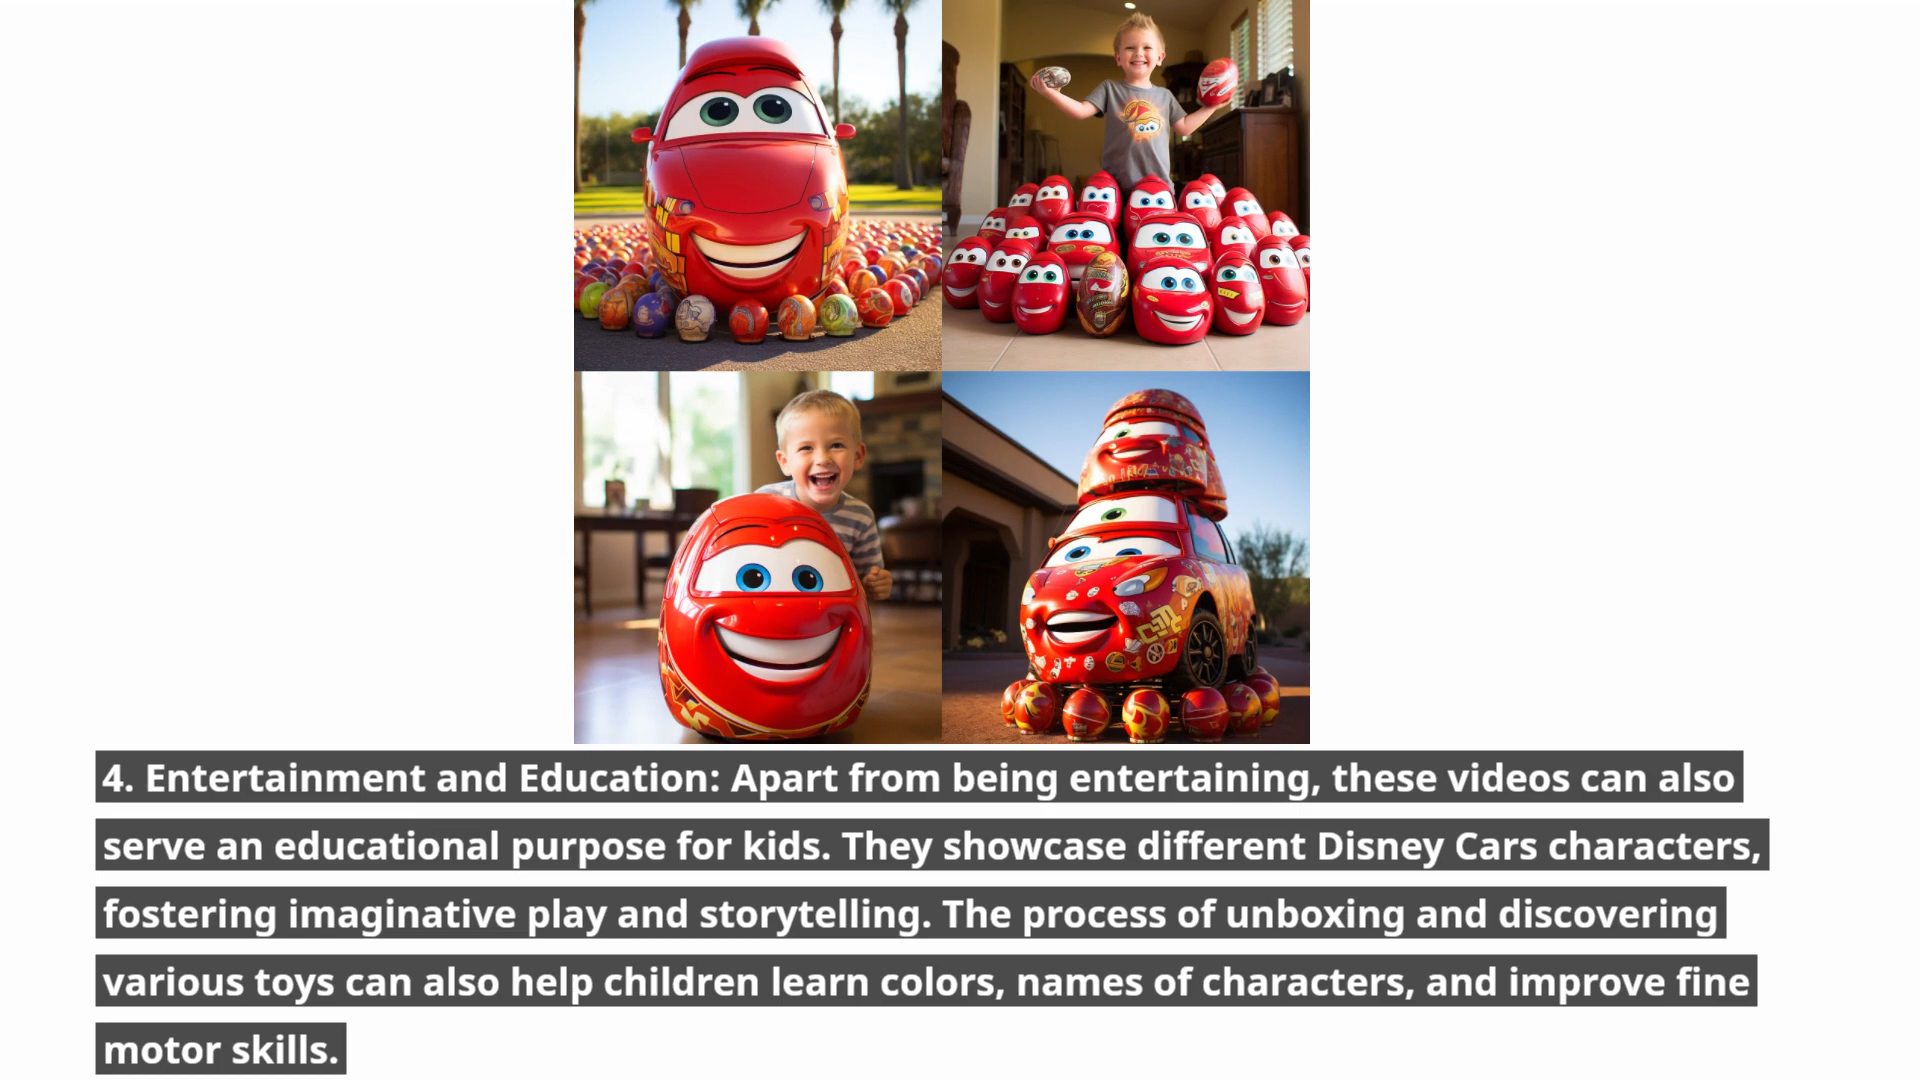 4. Entertainment and Education: Apart from being entertaining, these videos can also
serve an educational purpose for kids. They showcase different Disney Cars characters,
fostering imaginative play and storytelling. The process of unboxing and discovering
various toys can also help children learn colors, names of characters, and improve fine
motor skills.